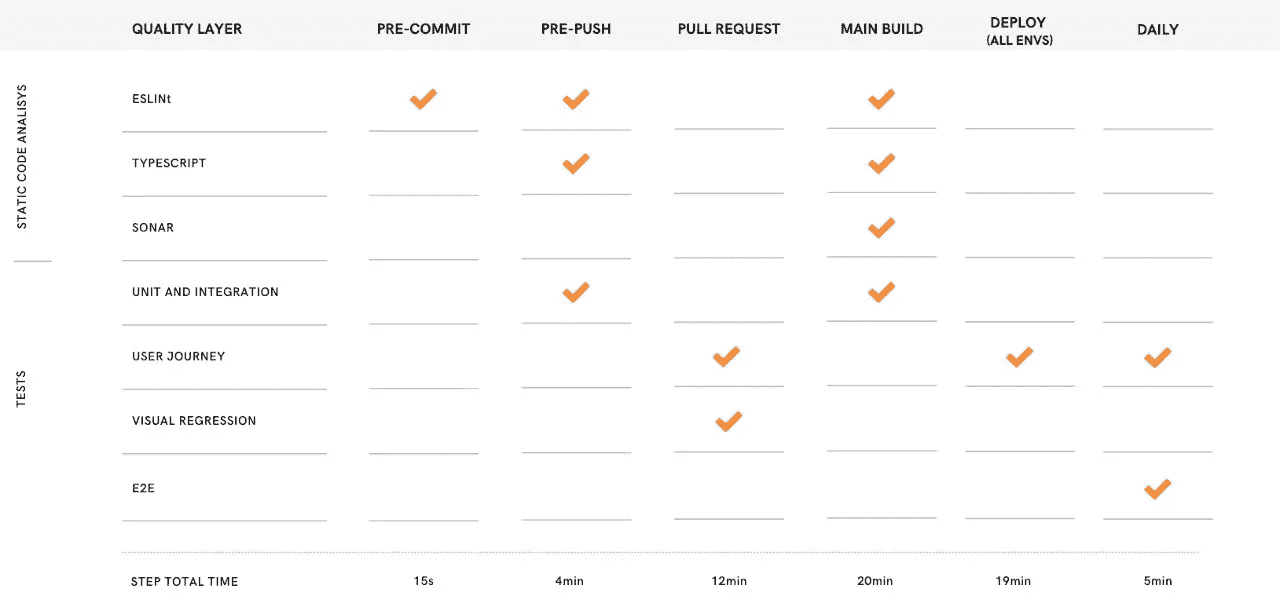 QUALITY LAYER PRE-COMMIT PRE-PUSH PULL REQUEST MAIN BUILD DEPLOY (ALL ENVS) DAILY
STATIC CODE ANALISYS
ESLINt
TYPESCRIPT
SONAR
TESTS
UNIT AND INTEGRATION
USER JOURNEY
VISUAL REGRESSION
E2E
STEP TOTAL TIME 15s 4min 12min 20min 19min 5min